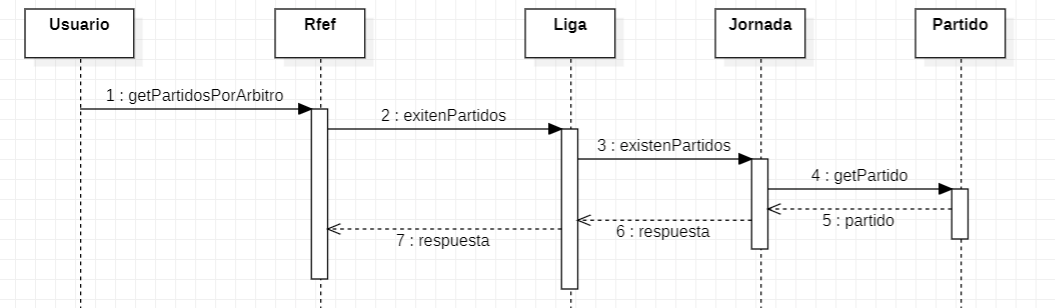 Usuario
Rfef
Liga
Jornada
Partido
1 : getPartidosPorArbitro
2 : exitenPartidos
3 : existenPartidos
4 : getPartido
5 : partido
6 : respuesta
7 : respuesta